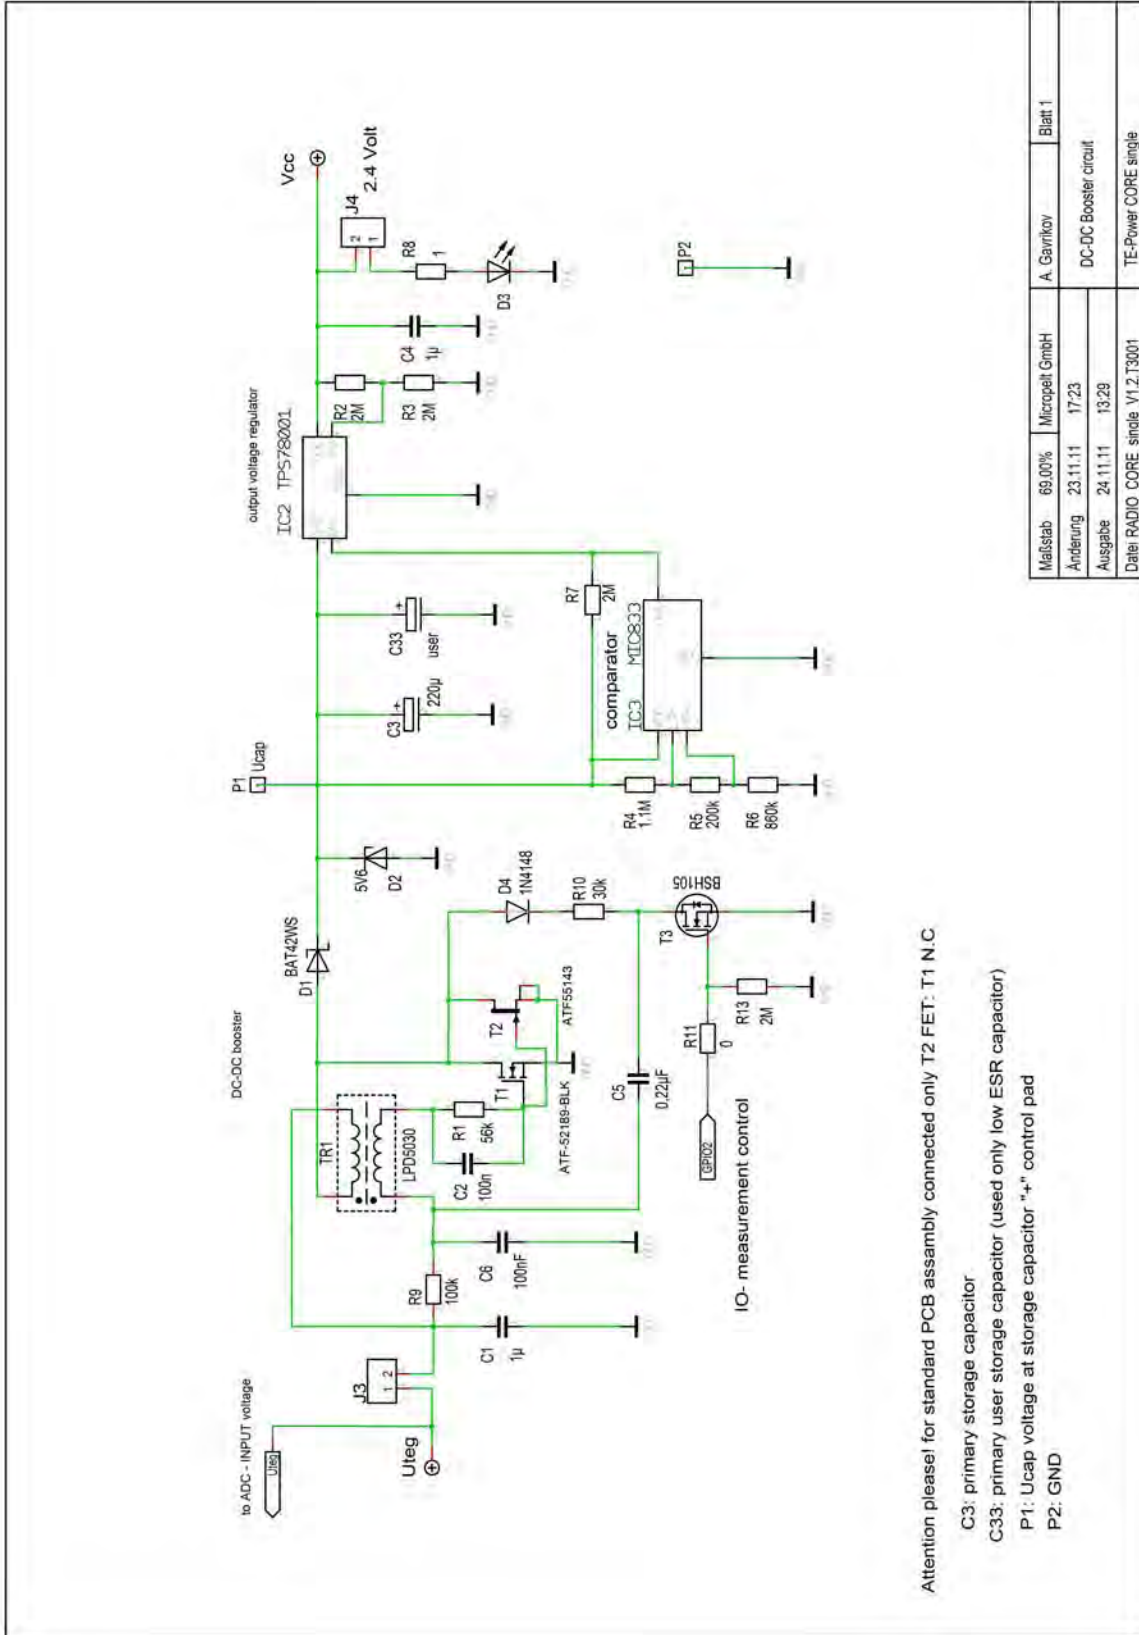 to ADC - INPUT voltage
Uteg
Uteg
J3
1 2
C1
1µ
R9
100k
C6
100nF
DC-DC booster
TR1
LPD5030
C2
100n
R1
56k
T1
ATF-52189-BLK
T2
ATF55143
D1
BAT42WS
5V6
D2
D4
1N4148
R10
30k
C5
0,22µF
T3
BSH105
R11
0
R13
2M
GPIO2
IO- measurement control
P1
Ucap
C3
220µ
C33
user
R4
1.1M
R5
200k
R6
860k
comparator
IC3 MIC833
R7
2M
output voltage regulator
IC2 TPS78001
R2
2M
R3
2M
C4
1µ
Vcc
J4
2.4 Volt
2
1
R8
1
D3
P2
Attention please! for standard PCB assambly connected only T2 FET: T1 N.C
C3: primary storage capacitor
C33: primary user storage capacitor (used only low ESR capacitor)
P1: Ucap voltage at storage capacitor "+" control pad
P2: GND
Maßstab 69,00% Micropelt GmbH A. Gavrikov Blatt 1
Änderung 23.11.11 17:23 DC-DC Booster circuit
Ausgabe 24.11.11 13:29
Datei RADIO_CORE_single_V1.2.T3001 TE-Power CORE single